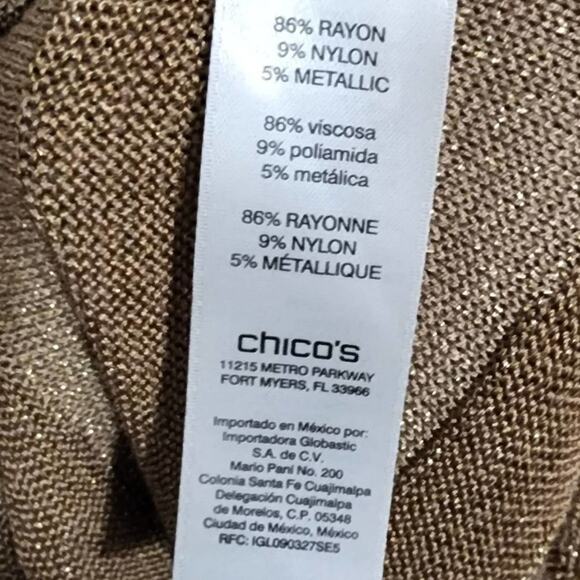 86% RAYON
9% NYLON
5% METALLIC
86% viscosa
9% poliamida
5% metálica
86% RAYONNE
9% NYLON
5% MÉTALLIQUE
chico's
11215 METRO PARKWAY
FORT MYERS, FL 33966
Importado en México por:
Importadora Globastic
S.A. de C.V.
Mario Pani No. 200
Colonia Santa Fe Cuajimalpa
Delegación Cuajimalpa
de Morelos, C.P. 05348
Ciudad de México, México
RFC: IGL090327SE5